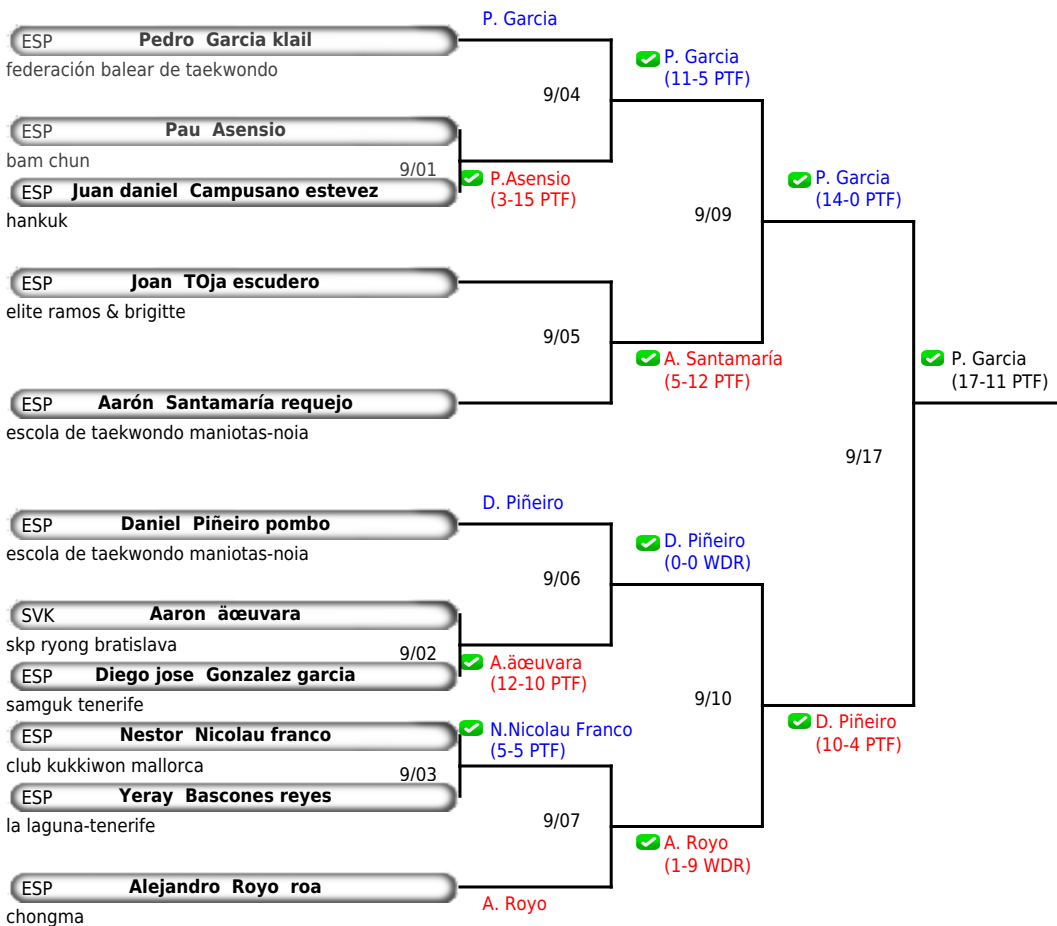 P. Garcia
ESP Pedro Garcia klail
federación balear de taekwondo
P. Garcia
(11-5 PTF)
9/04
ESP Pau Asensio
bam chun
9/01
P.Asensio
(3-15 PTF)
ESP Juan daniel Campusano estevez
hankuk
P. Garcia
(14-0 PTF)
9/09
ESP Joan TOja escudero
elite ramos & brigitte
9/05
A. Santamaría
(5-12 PTF)
P. Garcia
(17-11 PTF)
ESP Aarón Santamaría requejo
escola de taekwondo maniotas-noia
9/17
D. Piñeiro
ESP Daniel Piñeiro pombo
escola de taekwondo maniotas-noia
D. Piñeiro
(0-0 WDR)
9/06
SVK Aaron äœuvara
skp ryong bratislava
9/02
A.äœuvara
(12-10 PTF)
ESP Diego jose Gonzalez garcia
samguk tenerife
9/10
D. Piñeiro
(10-4 PTF)
ESP Nestor Nicolau franco
club kukkiwon mallorca
N.Nicolau Franco
(5-5 PTF)
9/03
ESP Yeray Bascones reyes
la laguna-tenerife
9/07
A. Royo
(1-9 WDR)
ESP Alejandro Royo roa
chongma
A. Royo